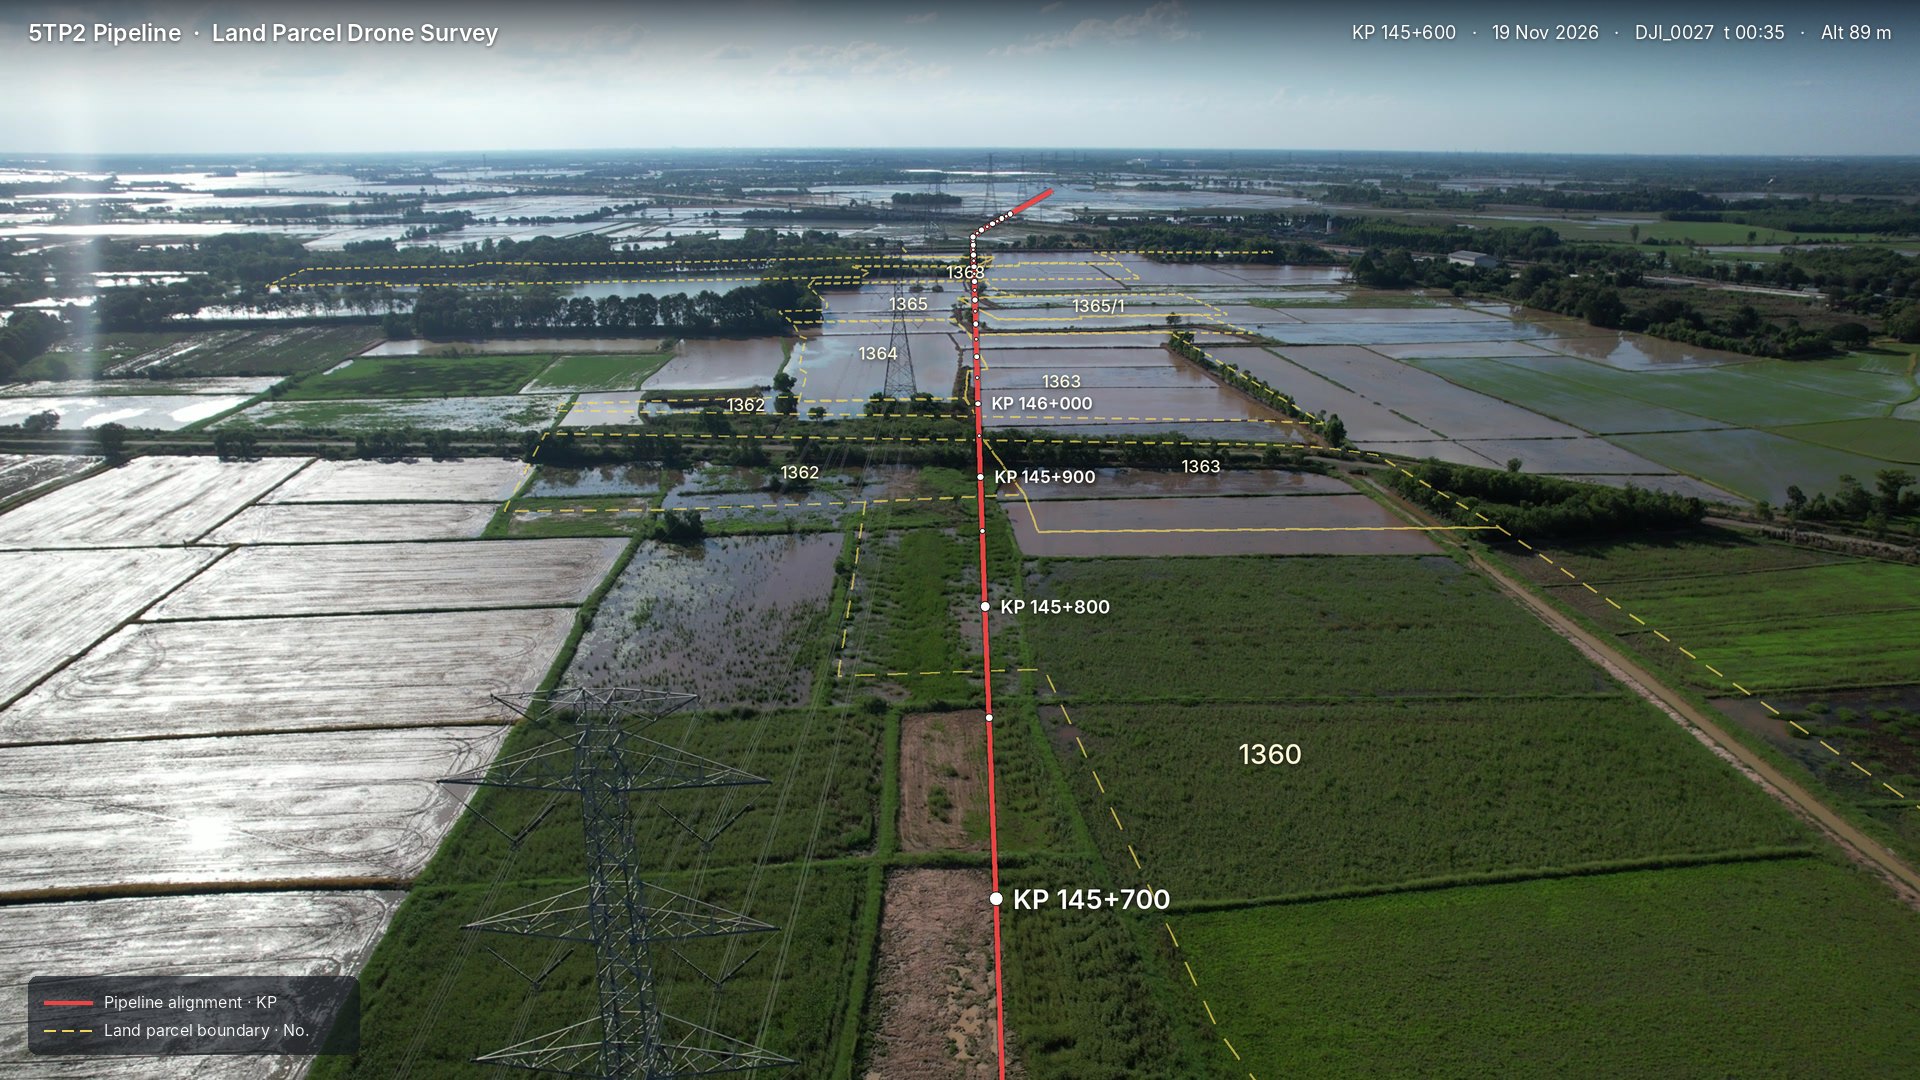 5TP2 Pipeline · Land Parcel Drone Survey
KP 145+600 · 19 Nov 2026 · DJI_0027 t 00:35 · Alt 89 m
1368
1365
1365/1
1364
1363
1362
KP 146+000
1363
1362
KP 145+900
KP 145+800
1360
KP 145+700
Pipeline alignment · KP
Land parcel boundary · No.